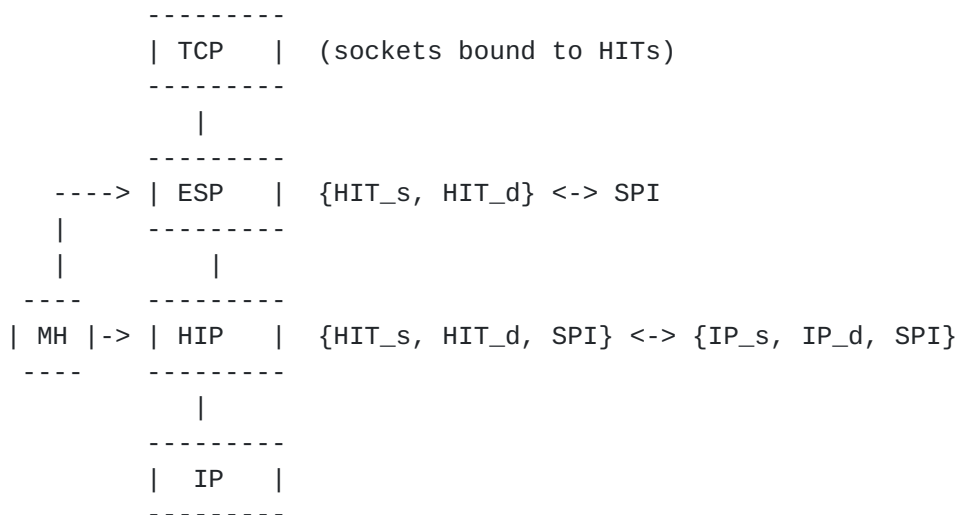 ---------
| TCP | (sockets bound to HITs)
---------
|
---------
----> | ESP | {HIT_s, HIT_d} <-> SPI
| ---------
| |
---- ---------
| MH |-> | HIP | {HIT_s, HIT_d, SPI} <-> {IP_s, IP_d, SPI}
---- ---------
|
---------
| IP |
---------